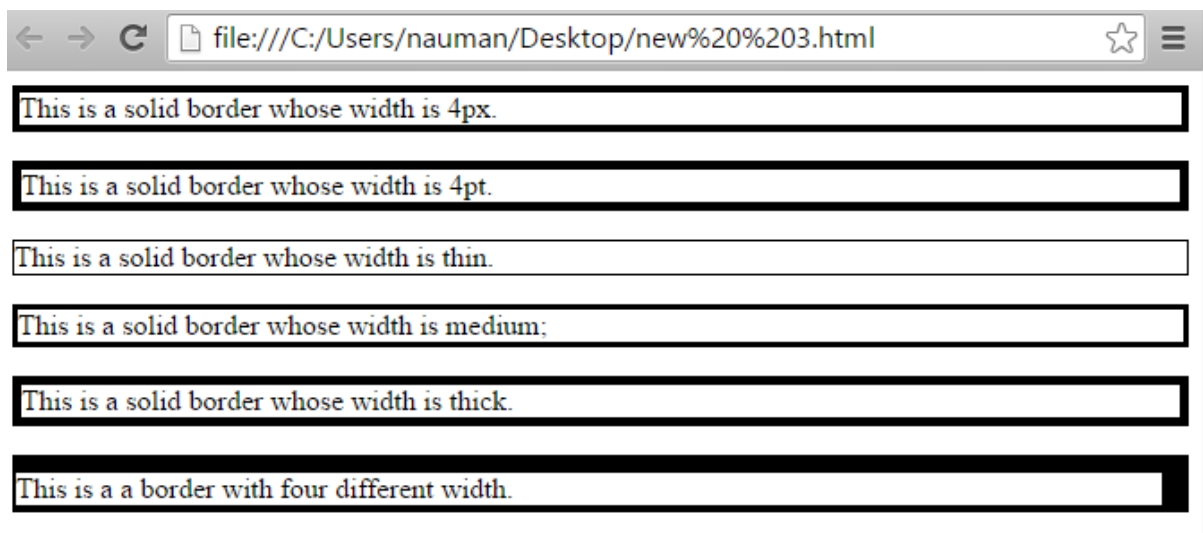 file:///C:/Users/nauman/Desktop/new%20%203.html
This is a solid border whose width is 4px.
This is a solid border whose width is 4pt.
This is a solid border whose width is thin.
This is a solid border whose width is medium;
This is a solid border whose width is thick.
This is a a border with four different width.